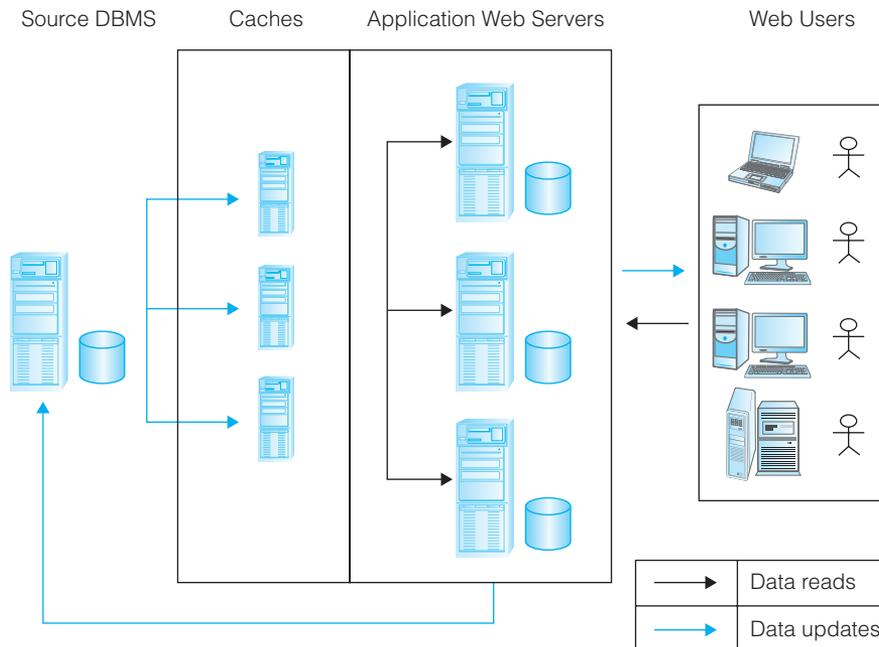 Source DBMS
Caches
Application Web Servers
Web Users
Data reads
Data updates